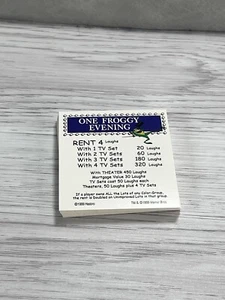 ONE FROGGY
EVENING
RENT 4 Laughs
With 1 TV Set 20 Laughs
With 2 TV Sets 60 Laughs
With 3 TV Sets 180 Laughs
With 4 TV Sets 320 Laughs
With THEATER 450 Laughs
Mortgage Value 30 Laughs
TV Sets cost 50 Laughs each
Theaters, 50 Laughs plus 4 TV Sets
If a player owns ALL the Lots of any Color-Group,
the rent is Doubled on Unimproved Lots in that group.